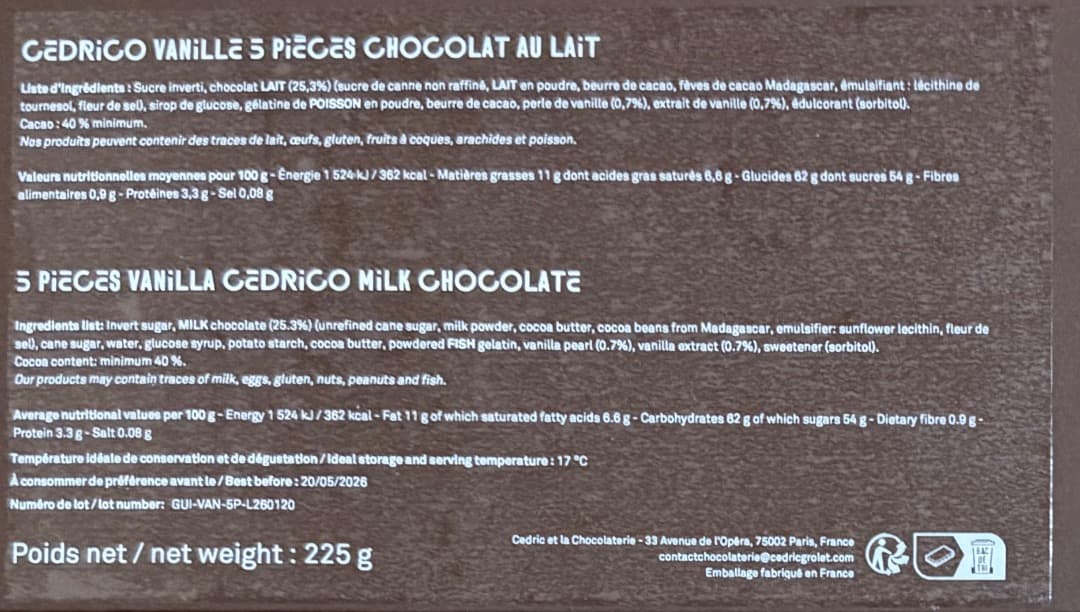 CEDRICO VANILLE 5 PIÈCES CHOCOLAT AU LAIT
Liste d'Ingrédients : Sucre inverti, chocolat LAIT (25,3%) (sucre de canne non raffiné, LAIT en poudre, beurre de cacao, fèves de cacao Madagascar, émulsifiant : lécithine de
tournesol, fleur de sel), sirop de glucose, gélatine de POISSON en poudre, beurre de cacao, perle de vanille (0,7%), extrait de vanille (0,7%), édulcorant (sorbitol).
Cacao : 40 % minimum.
Nos produits peuvent contenir des traces de lait, œufs, gluten, fruits à coques, arachides et poisson.
Valeurs nutritionnelles moyennes pour 100 g - Énergie 1 524 kJ / 362 kcal - Matières grasses 11 g dont acides gras saturés 6,6 g - Glucides 62 g dont sucres 54 g - Fibres
alimentaires 0,9 g - Protéines 3,3 g - Sel 0,08 g
5 PIECES VANILLA CEDRICO MILK CHOCOLATE
Ingredients list: Invert sugar, MILK chocolate (25.3%) (unrefined cane sugar, milk powder, cocoa butter, cocoa beans from Madagascar, emulsifier: sunflower lecithin, fleur de
sel), cane sugar, water, glucose syrup, potato starch, cocoa butter, powdered FISH gelatin, vanilla pearl (0.7%), vanilla extract (0.7%), sweetener (sorbitol).
Cocoa content: minimum 40 %.
Our products may contain traces of milk, eggs, gluten, nuts, peanuts and fish.
Average nutritional values per 100 g - Energy 1 524 kJ / 362 kcal - Fat 11 g of which saturated fatty acids 6.6 g - Carbohydrates 62 g of which sugars 54 g - Dietary fibre 0.9 g -
Protein 3.3 g - Salt 0.08 g
Température idéale de conservation et de dégustation / Ideal storage and serving temperature : 17 °C
À consommer de préférence avant le / Best before : 20/05/2026
Numéro de lot / lot number: GUI-VAN-5P-L260120
Poids net / net weight : 225 g
Cedric et la Chocolaterie - 33 Avenue de l'Opéra, 75002 Paris, France
contactchocolaterie@cedricgrolet.com
Emballage fabriqué en France
BAC
DE
TRI